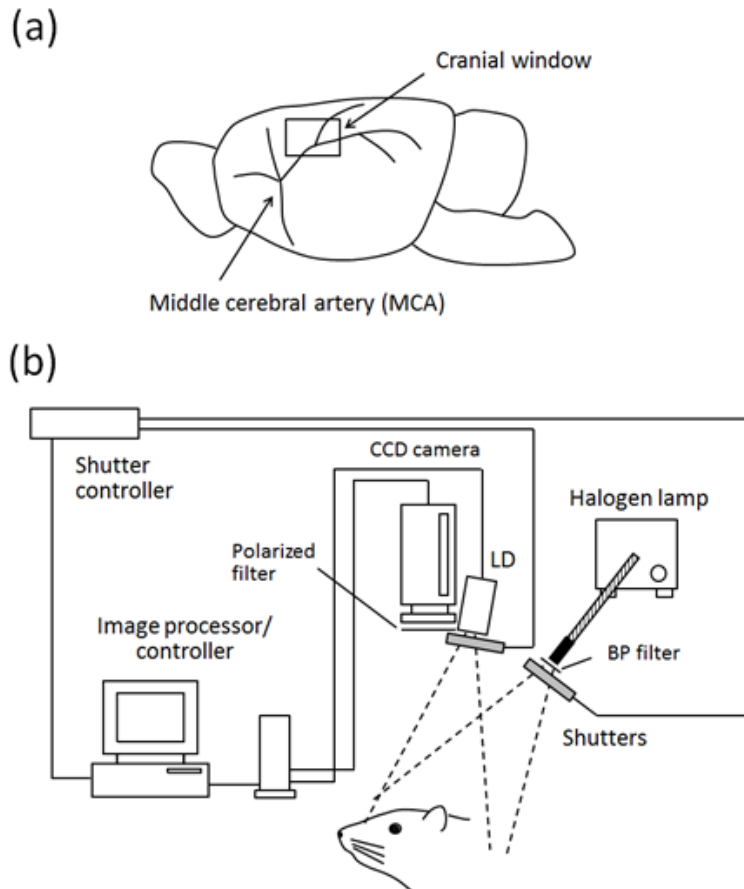 (a)
Cranial window
Middle cerebral artery (MCA)
(b)
Shutter
controller
CCD camera
Halogen lamp
Polarized
filter
LD
Image processor/
controller
BP filter
Shutters